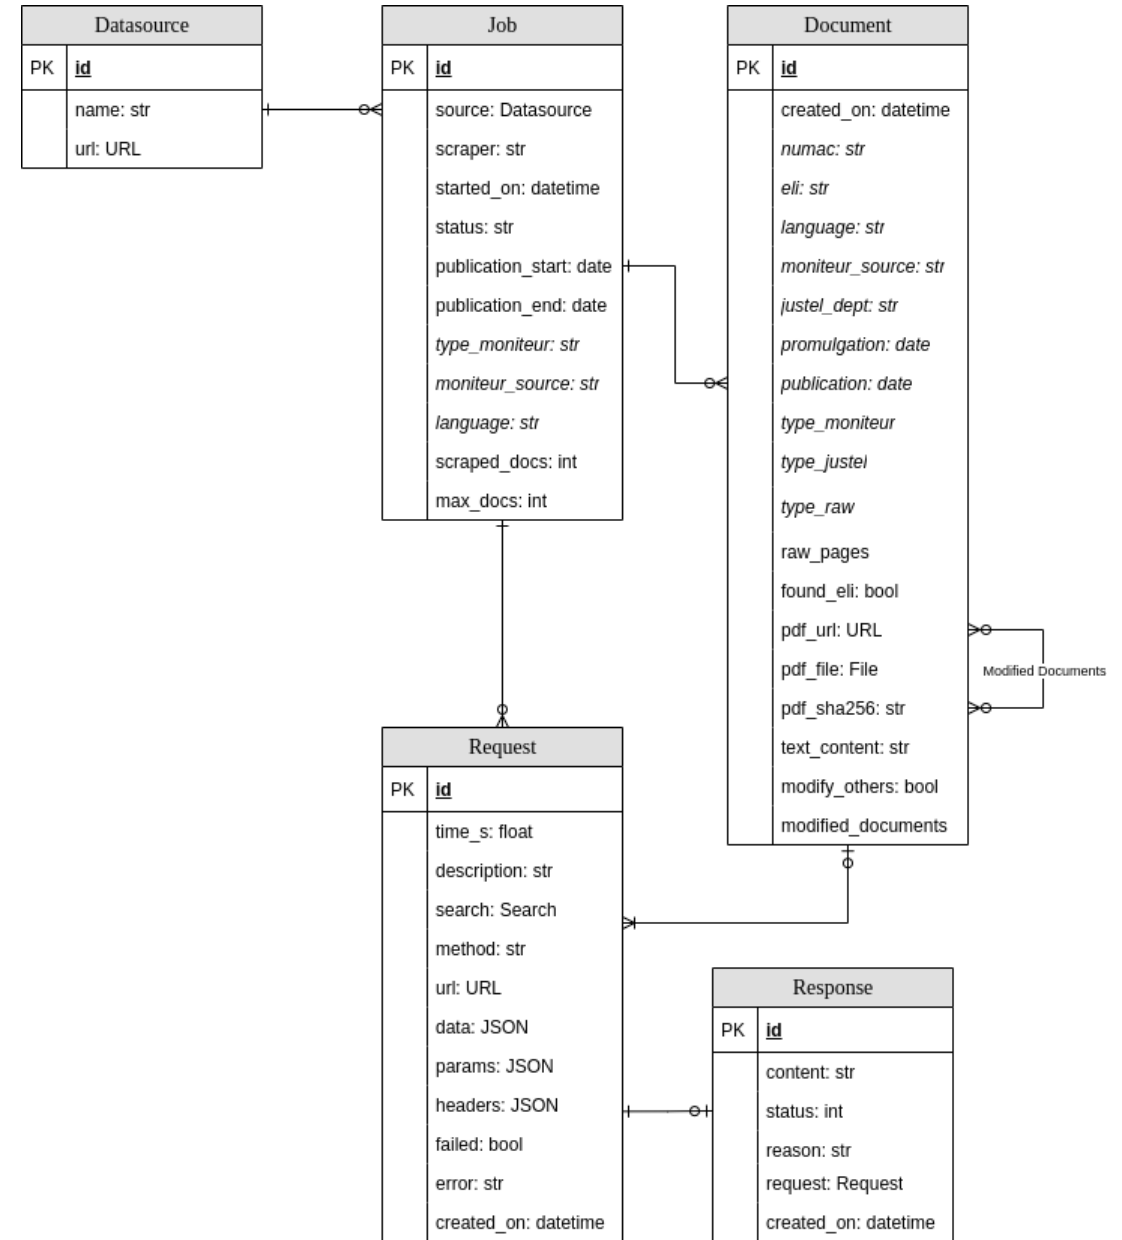 Datasource
PK id
name: str
url: URL
Job
PK id
source: Datasource
scraper: str
started_on: datetime
status: str
publication_start: date
publication_end: date
type_moniteur: str
moniteur_source: str
language: str
scraped_docs: int
max_docs: int
Document
PK id
created_on: datetime
numac: str
eli: str
language: str
moniteur_source: str
justel_dept: str
promulgation: date
publication: date
type_moniteur
type_justel
type_raw
raw_pages
found_eli: bool
pdf_url: URL
pdf_file: File
pdf_sha256: str
text_content: str
modify_others: bool
modified_documents
Modified Documents
Request
PK id
time_s: float
description: str
search: Search
method: str
url: URL
data: JSON
params: JSON
headers: JSON
failed: bool
error: str
created_on: datetime
Response
PK id
content: str
status: int
reason: str
request: Request
created_on: datetime